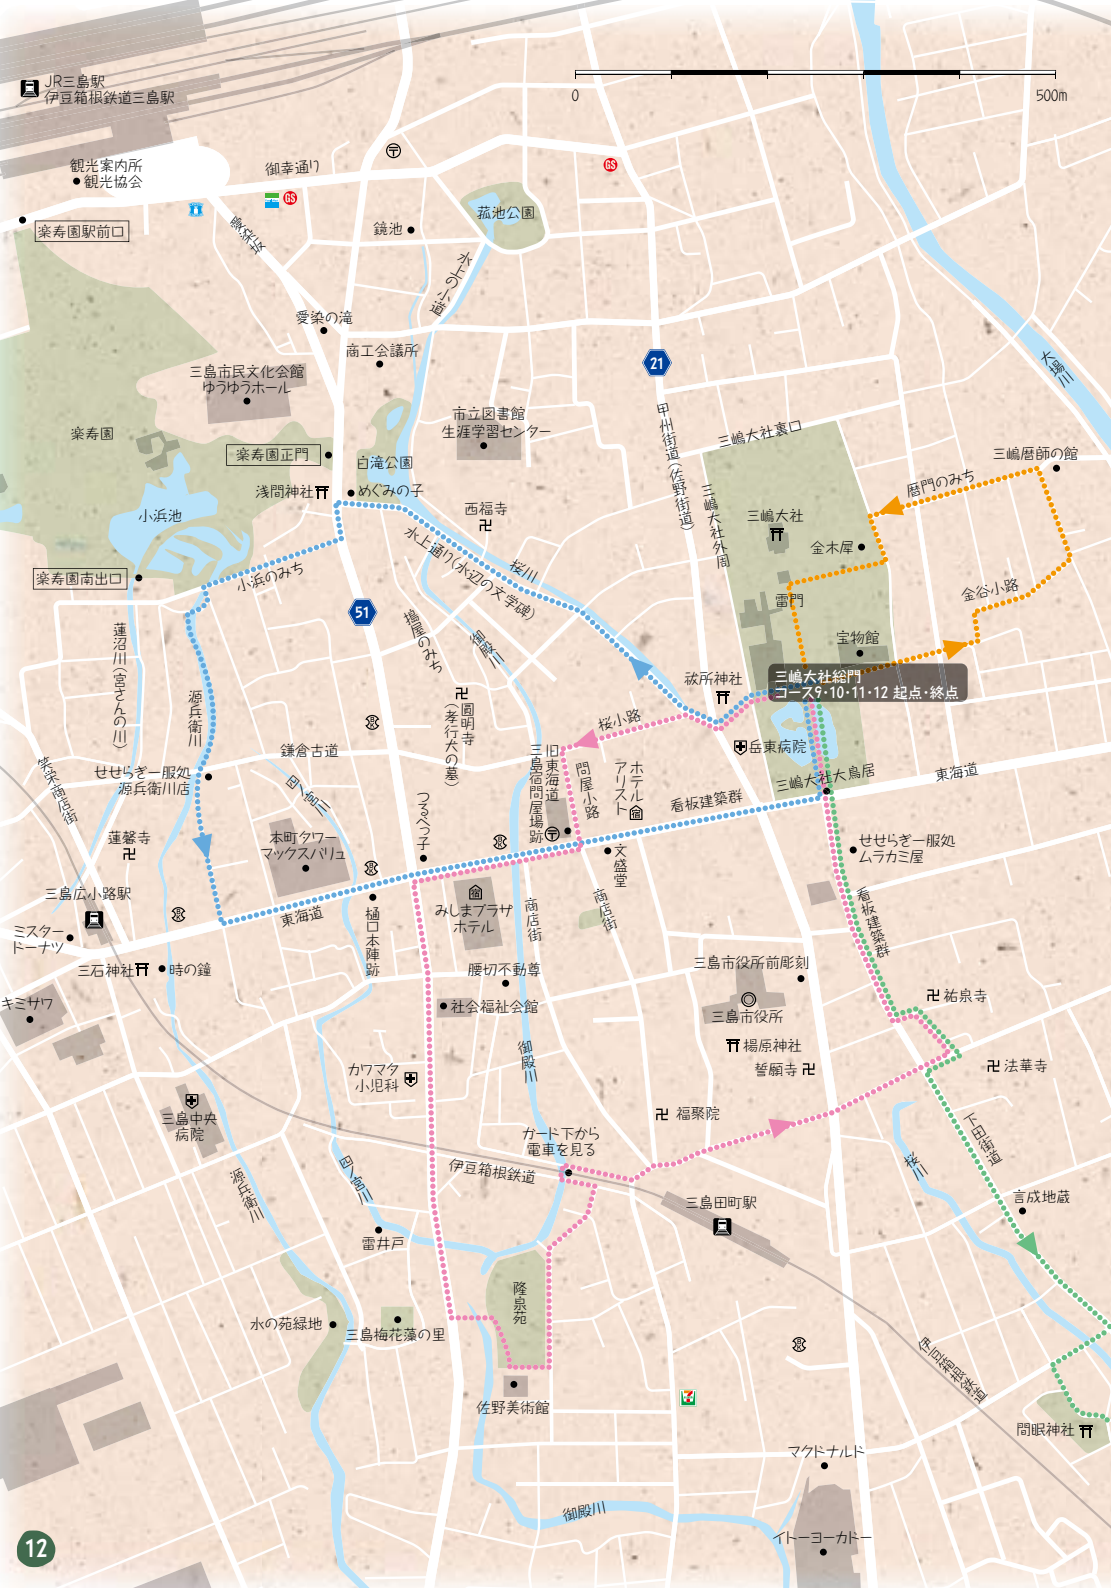 JR三島駅
伊豆箱根鉄道三島駅
0
500m
観光案内所
観光協会
御幸通り
GS
GS
楽寿園駅前口
愛染坂
鏡池
菰池公園
水上の小道
愛染の滝
商工会議所
21
大場川
三島市民文化会館
ゆうゆうホール
市立図書館
生涯学習センター
甲州街道(佐野街道)
三嶋大社裏口
楽寿園
楽寿園正門
白滝公園
三嶋暦師の館
浅間神社
めぐみの子
暦門のみち
小浜池
西福寺
三嶋大社外周
三嶋大社
金木犀
水上通り(水辺の文学碑)
桜川
楽寿園南出口
小浜のみち
金谷小路
雷門
51
蓮沼川(宮さんの川)
源兵衛川
搗屋のみち
御殿川
宝物館
祓所神社
三嶋大社総門
コース9・10・11・12 起点・終点
圓明寺
(孝行犬の墓)
桜小路
鎌倉古道
岳東病院
旧東海道
三島宿問屋場跡
問屋小路
ホテル
アリスト
宿
三嶋大社大鳥居
東海道
笑栄商店街
せせらぎ一服処
源兵衛川店
四ノ宮川
つるべっ子
看板建築群
蓮馨寺
本町タワー
マックスバリュ
文盛堂
せせらぎ一服処
ムラカミ屋
三島広小路駅
宿
みしまプラザ
ホテル
商店街
商店街
看板建築群
ミスター
ドーナツ
東海道
樋口本陣跡
三石神社
時の鐘
腰切不動尊
三島市役所前彫刻
キミサワ
社会福祉会館
三島市役所
祐泉寺
楊原神社
誓願寺
法華寺
カワマタ
小児科
御殿川
三島中央
病院
福聚院
下田街道
ガード下から
電車を見る
桜川
源兵衛川
四ノ宮川
伊豆箱根鉄道
三島田町駅
言成地蔵
雷井戸
隆泉苑
水の苑緑地
三島梅花藻の里
伊豆箱根鉄道
佐野美術館
7
間眠神社
マクドナルド
御殿川
イトーヨーカドー
12